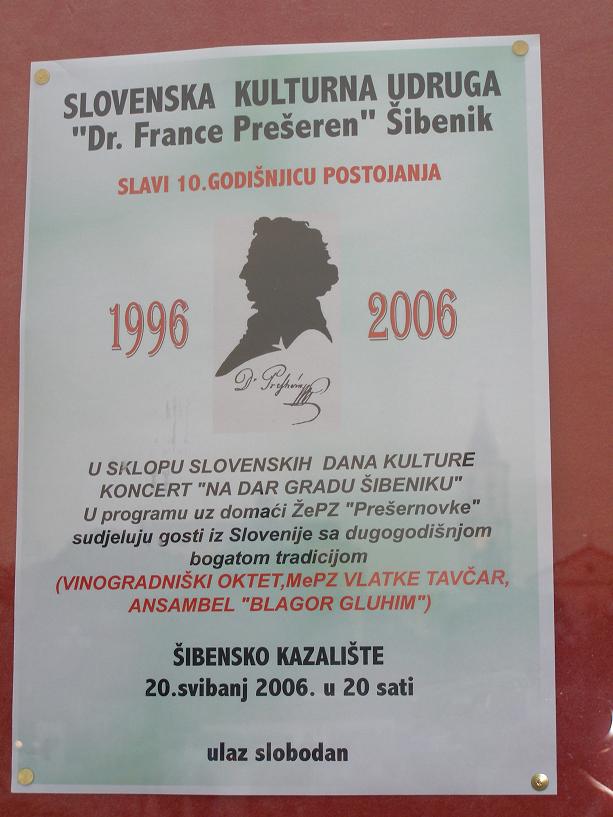 SLOVENSKA KULTURNA UDRUGA
"Dr. France Prešeren" Šibenik
SLAVI 10.GODIŠNJICU POSTOJANJA
1996 2006
Dr Preshérin
U SKLOPU SLOVENSKIH DANA KULTURE
KONCERT "NA DAR GRADU ŠIBENIKU"
U programu uz domaći ŽePZ "Prešernovke"
sudjeluju gosti iz Slovenije sa dugogodišnjom
bogatom tradicijom
(VINOGRADNIŠKI OKTET,MePZ VLATKE TAVČAR,
ANSAMBEL "BLAGOR GLUHIM")
ŠIBENSKO KAZALIŠTE
20.svibanj 2006. u 20 sati
ulaz slobodan